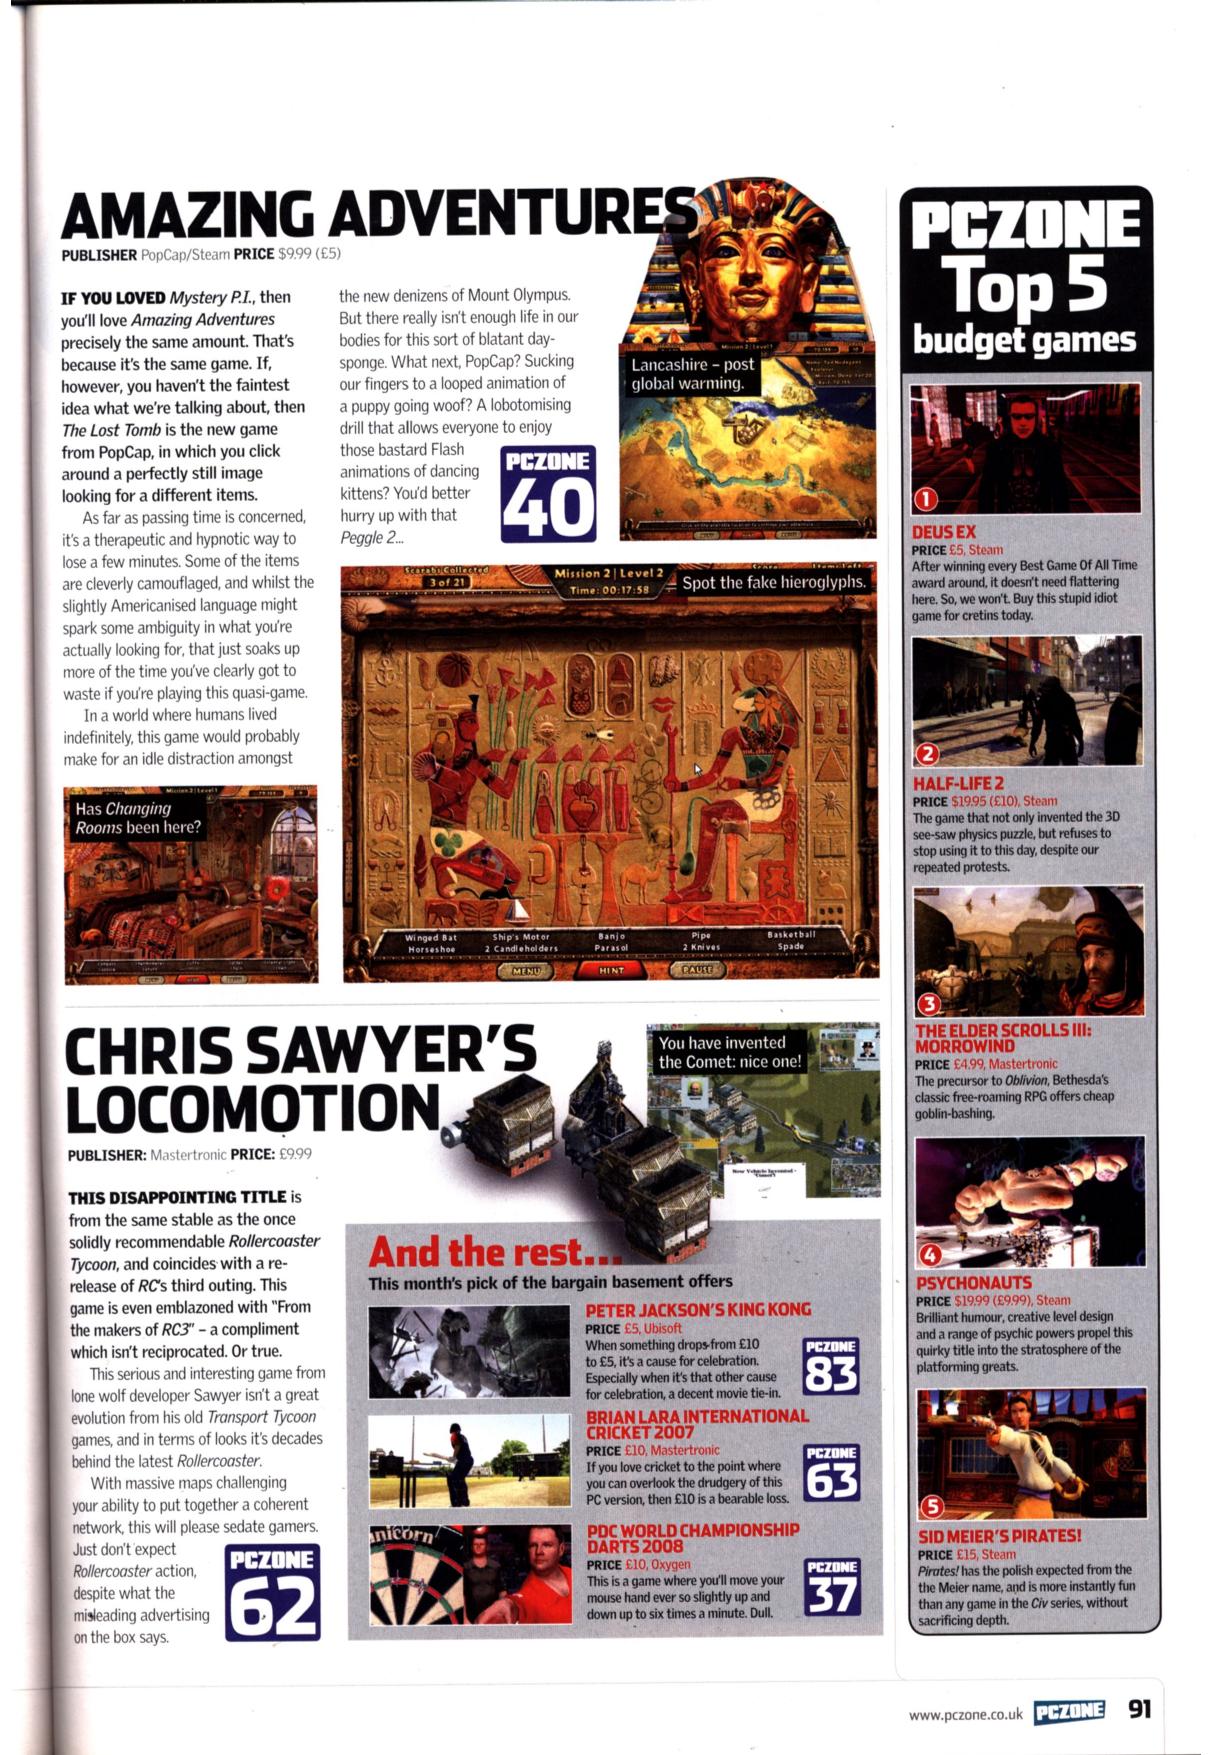 AMAZING ADVENTURES
PUBLISHER PopCap/Steam PRICE $9.99 (£5)
IF YOU LOVED Mystery P.I., then
you'll love Amazing Adventures
precisely the same amount. That's
because it's the same game. If,
however, you haven't the faintest
idea what we're talking about, then
The Lost Tomb is the new game
from PopCap, in which you click
around a perfectly still image
looking for a different items.
As far as passing time is concerned,
it's a therapeutic and hypnotic way to
lose a few minutes. Some of the items
are cleverly camouflaged, and whilst the
slightly Americanised language might
spark some ambiguity in what you're
actually looking for, that just soaks up
more of the time you've clearly got to
waste if you're playing this quasi-game.
In a world where humans lived
indefinitely, this game would probably
make for an idle distraction amongst
the new denizens of Mount Olympus.
But there really isn't enough life in our
bodies for this sort of blatant day-
sponge. What next, PopCap? Sucking
our fingers to a looped animation of
a puppy going woof? A lobotomising
drill that allows everyone to enjoy
those bastard Flash
animations of dancing
kittens? You'd better
hurry up with that
Peggle 2...
PCZONE
40
Mission 2 | Level 1
Lancashire – post
global warming.
Scarabs Collected
3 of 21
Mission 2 | Level 2
Time: 00:17:58
Spot the fake hieroglyphs.
Winged Bat
Ship's Motor
Banjo
Pipe
Basketball
Horseshoe
2 Candleholders
Parasol
2 Knives
Spade
MENU
HINT
PAUSE
Mission 2 | Level 1
Has Changing
Rooms been here?
CHRIS SAWYER'S
LOCOMOTION
PUBLISHER: Mastertronic PRICE: £9.99
You have invented
the Comet: nice one!
New Vehicle Invented -
"Comet"!
THIS DISAPPOINTING TITLE is
from the same stable as the once
solidly recommendable Rollercoaster
Tycoon, and coincides with a re-
release of RC's third outing. This
game is even emblazoned with "From
the makers of RC3" – a compliment
which isn't reciprocated. Or true.
This serious and interesting game from
lone wolf developer Sawyer isn't a great
evolution from his old Transport Tycoon
games, and in terms of looks it's decades
behind the latest Rollercoaster.
With massive maps challenging
your ability to put together a coherent
network, this will please sedate gamers.
Just don't expect
Rollercoaster action,
despite what the
misleading advertising
on the box says.
PCZONE
62
And the rest...
This month's pick of the bargain basement offers
PETER JACKSON'S KING KONG
PRICE £5, Ubisoft
When something drops from £10
to £5, it's a cause for celebration.
Especially when it's that other cause
for celebration, a decent movie tie-in.
PCZONE
83
BRIAN LARA INTERNATIONAL
CRICKET 2007
PRICE £10, Mastertronic
If you love cricket to the point where
you can overlook the drudgery of this
PC version, then £10 is a bearable loss.
PCZONE
63
unicorn
PDC WORLD CHAMPIONSHIP
DARTS 2008
PRICE £10, Oxygen
This is a game where you'll move your
mouse hand ever so slightly up and
down up to six times a minute. Dull.
PCZONE
37
PCZONE
Top 5
budget games
1
DEUS EX
PRICE £5, Steam
After winning every Best Game Of All Time
award around, it doesn't need flattering
here. So, we won't. Buy this stupid idiot
game for cretins today.
2
HALF-LIFE 2
PRICE $19.95 (£10), Steam
The game that not only invented the 3D
see-saw physics puzzle, but refuses to
stop using it to this day, despite our
repeated protests.
3
THE ELDER SCROLLS III:
MORROWIND
PRICE £4.99, Mastertronic
The precursor to Oblivion, Bethesda's
classic free-roaming RPG offers cheap
goblin-bashing.
4
PSYCHONAUTS
PRICE $19.99 (£9.99), Steam
Brilliant humour, creative level design
and a range of psychic powers propel this
quirky title into the stratosphere of the
platforming greats.
5
SID MEIER'S PIRATES!
PRICE £15, Steam
Pirates! has the polish expected from the
the Meier name, and is more instantly fun
than any game in the Civ series, without
sacrificing depth.
www.pczone.co.uk PCZONE 91